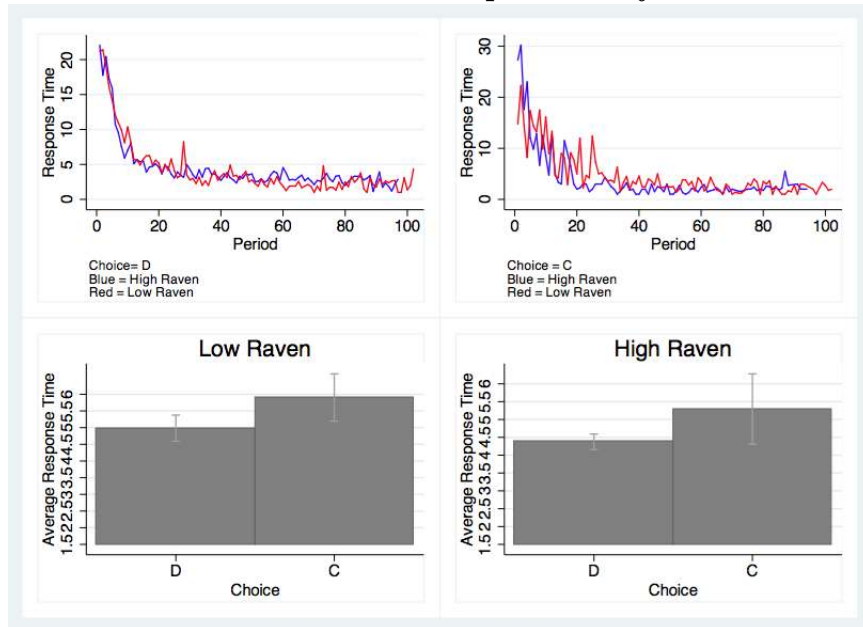 Response Time
20
15
10
5
0
0 20 40 60 80 100
Period
Choice= D
Blue = High Raven
Red = Low Raven
Response Time
30
20
10
0
0 20 40 60 80 100
Period
Choice = C
Blue = High Raven
Red = Low Raven
Low Raven
Average Response Time
1.522.533.544.555.56
D C
Choice
High Raven
Average Response Time
1.522.533.544.555.56
D C
Choice